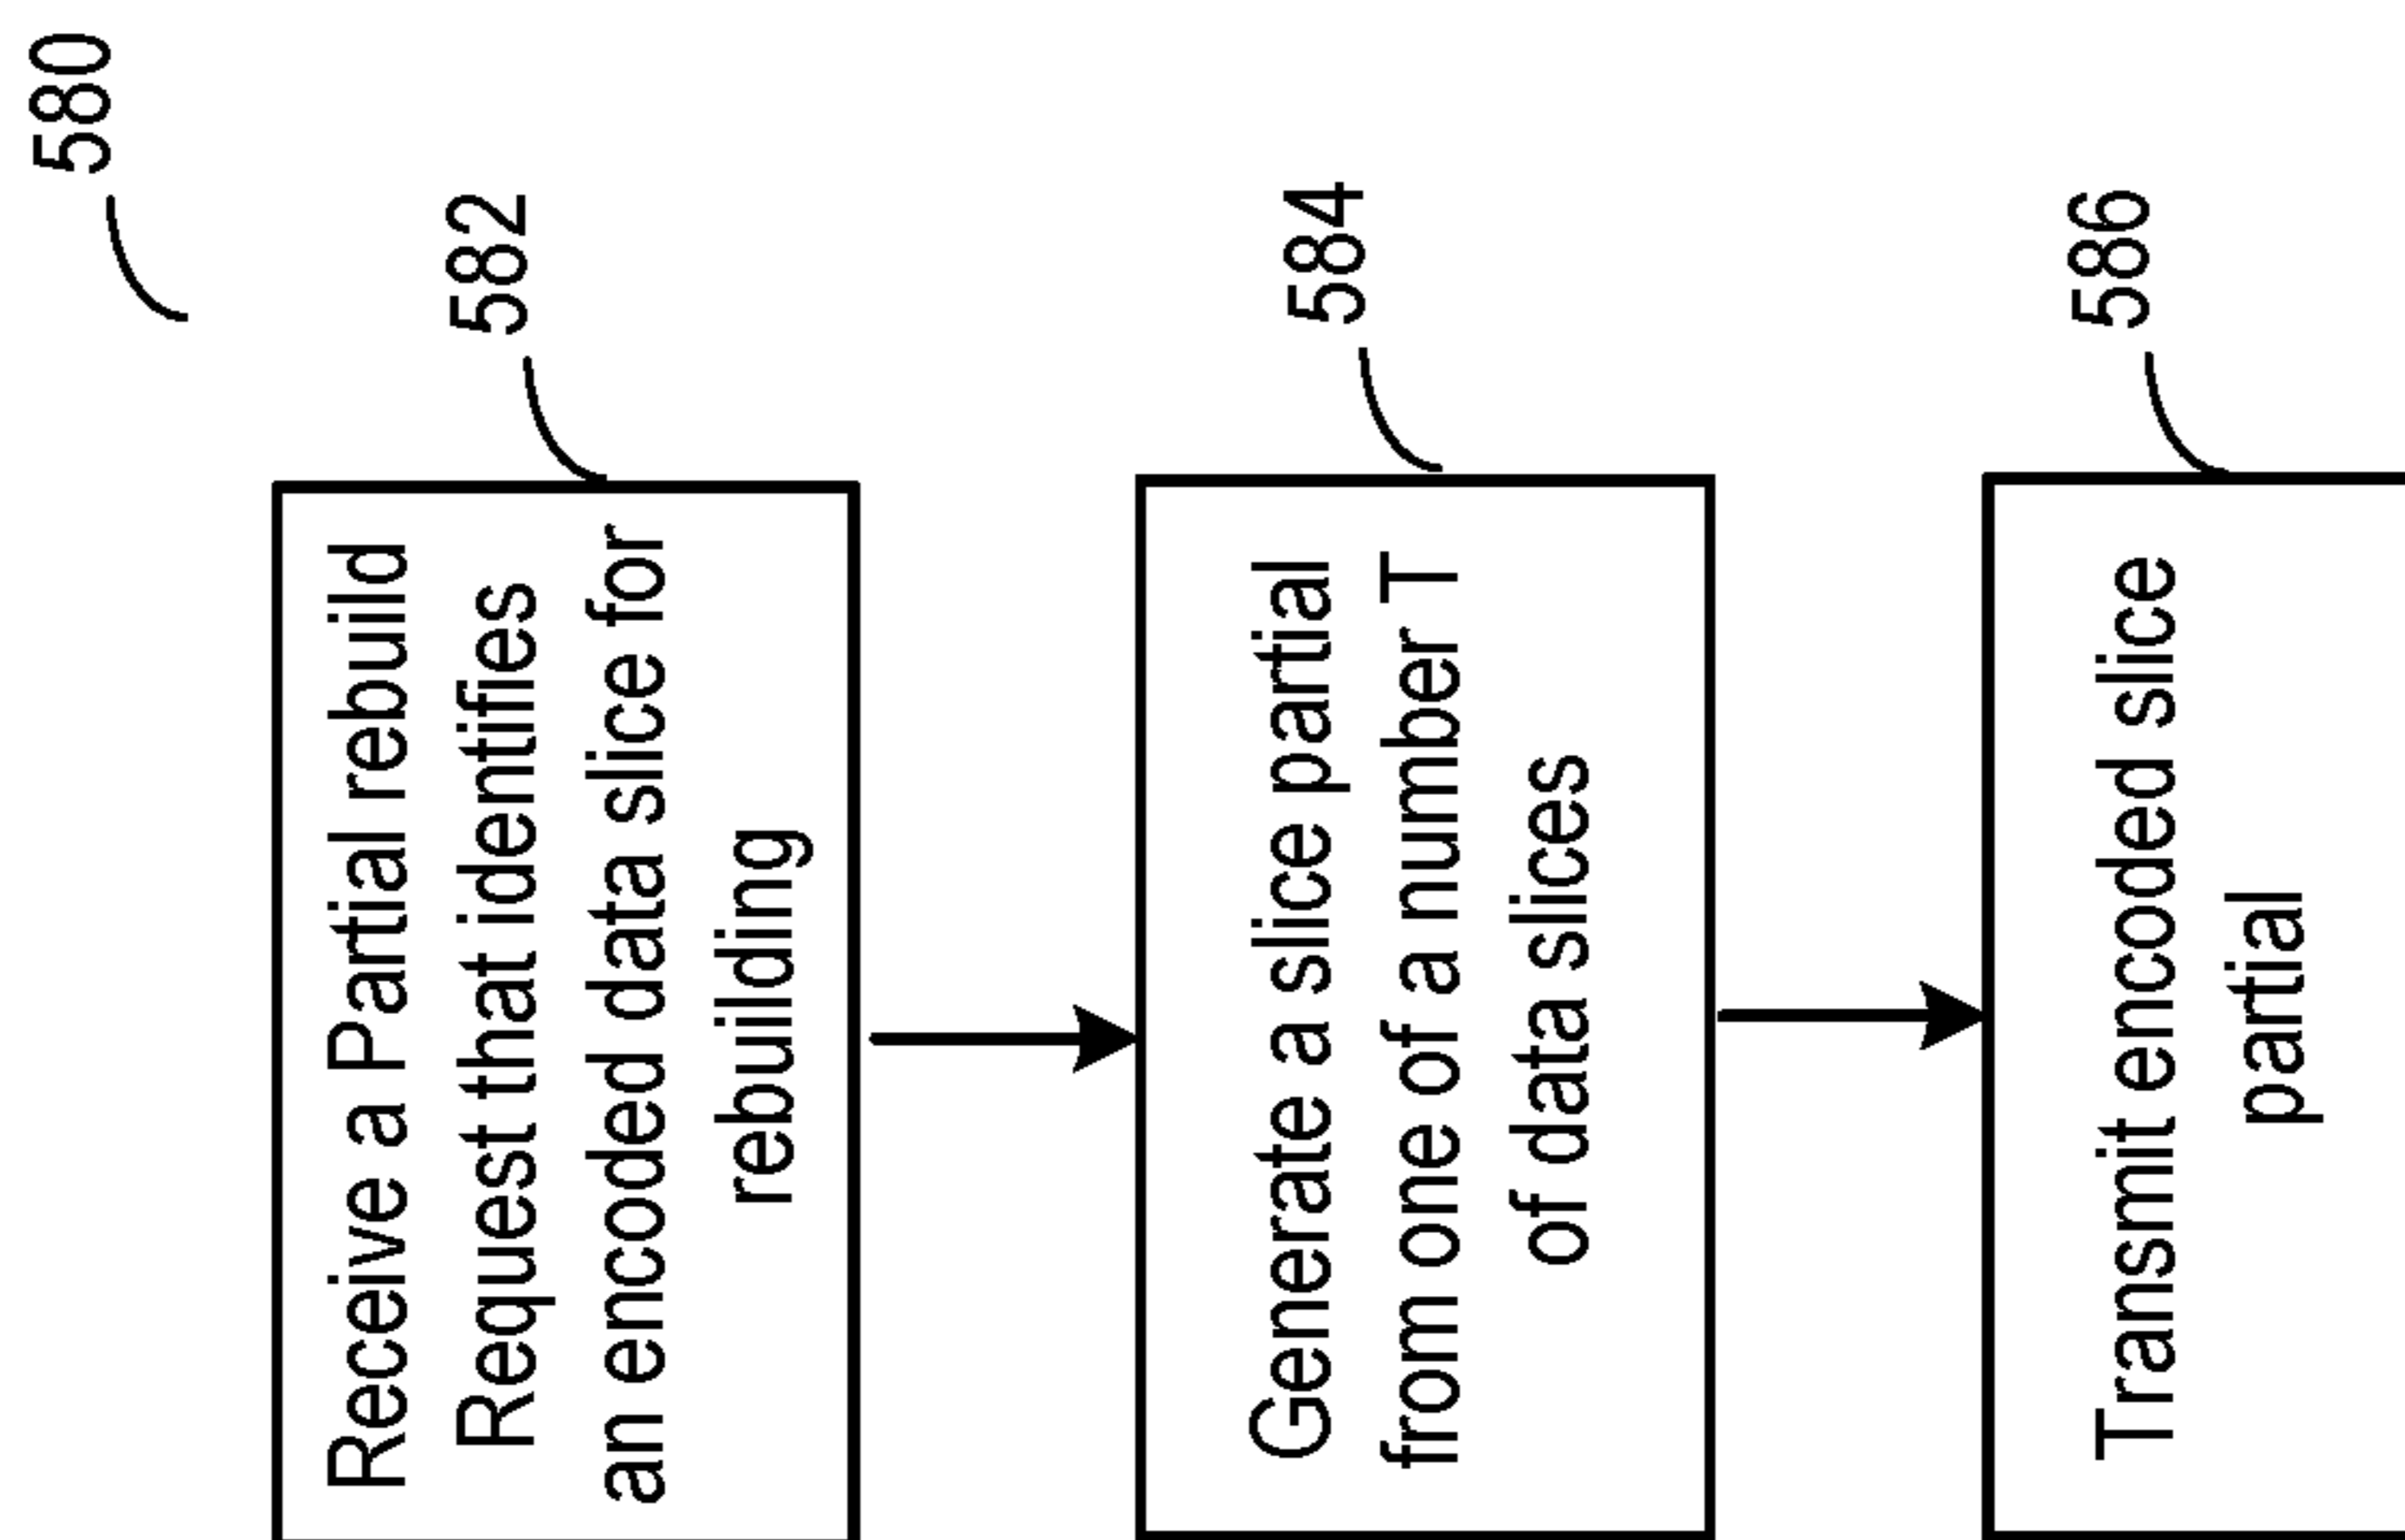 580
582
Receive a Partial rebuild
Request that identifies
an encoded data slice for
rebuilding
584
Generate a slice partial
from one of a number T
of data slices
586
Transmit encoded slice
partial